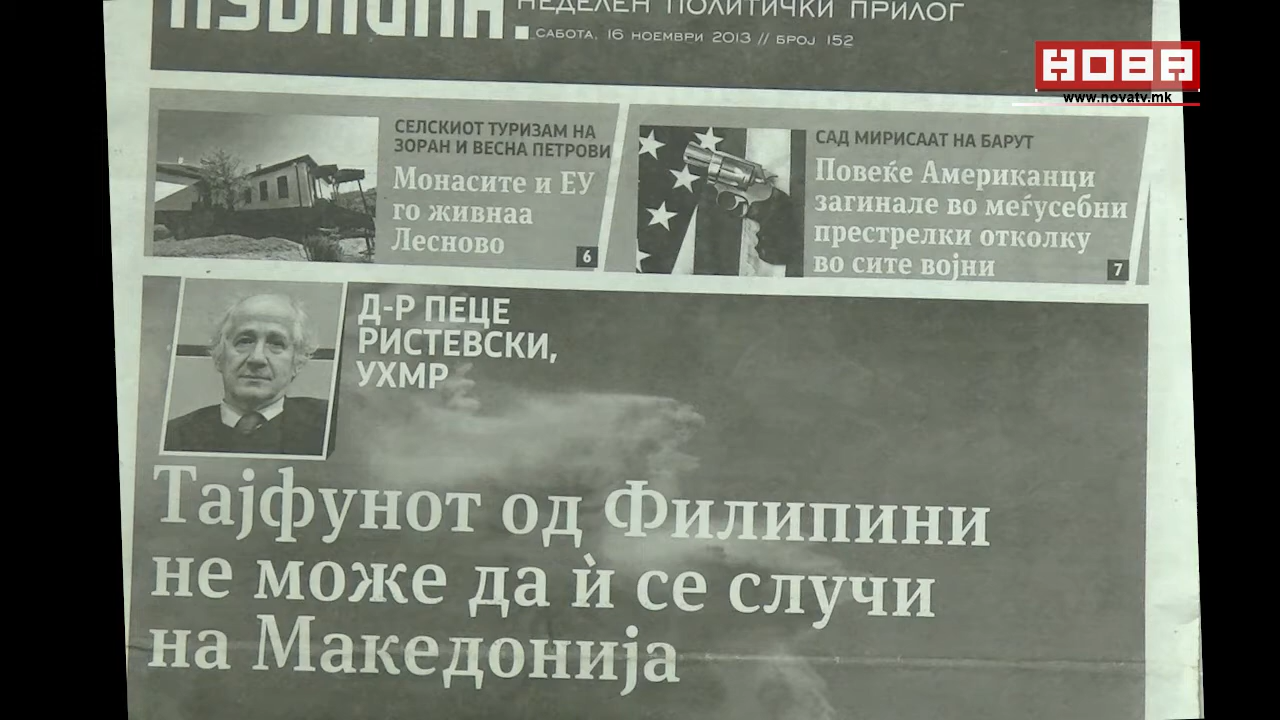 НЕДЕЛЕН ПОЛИТИЧКИ ПРИЛОГ
САБОТА, 16 НОЕМВРИ 2013 // БРОЈ 152
НОВА
www.novatv.mk
СЕЛСКИОТ ТУРИЗАМ НА
ЗОРАН И ВЕСНА ПЕТРОВИ
Монасите и ЕУ
го живнаа
Лесново
6
САД МИРИСААТ НА БАРУТ
Повеќе Американци
загинале во меѓусебни
престрелки отколку
во сите војни
7
Д-Р ПЕЦЕ
РИСТЕВСКИ,
УХМР
Тајфунот од Филипини
не може да ѝ се случи
на Македонија